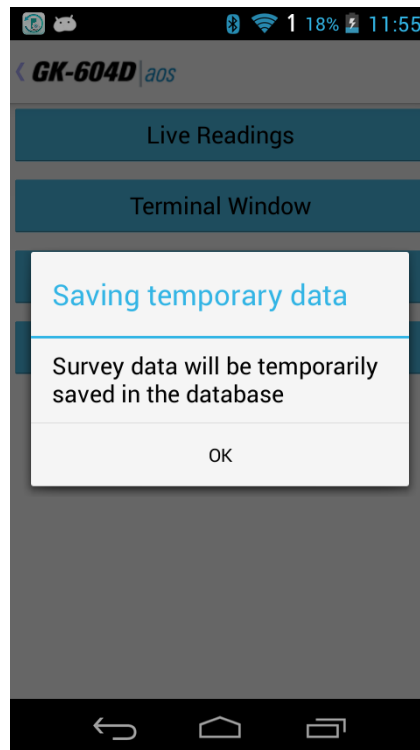 1 18% 11:55
GK-604D|aos
Live Readings
Terminal Window
Saving temporary data
Survey data will be temporarily
saved in the database
OK